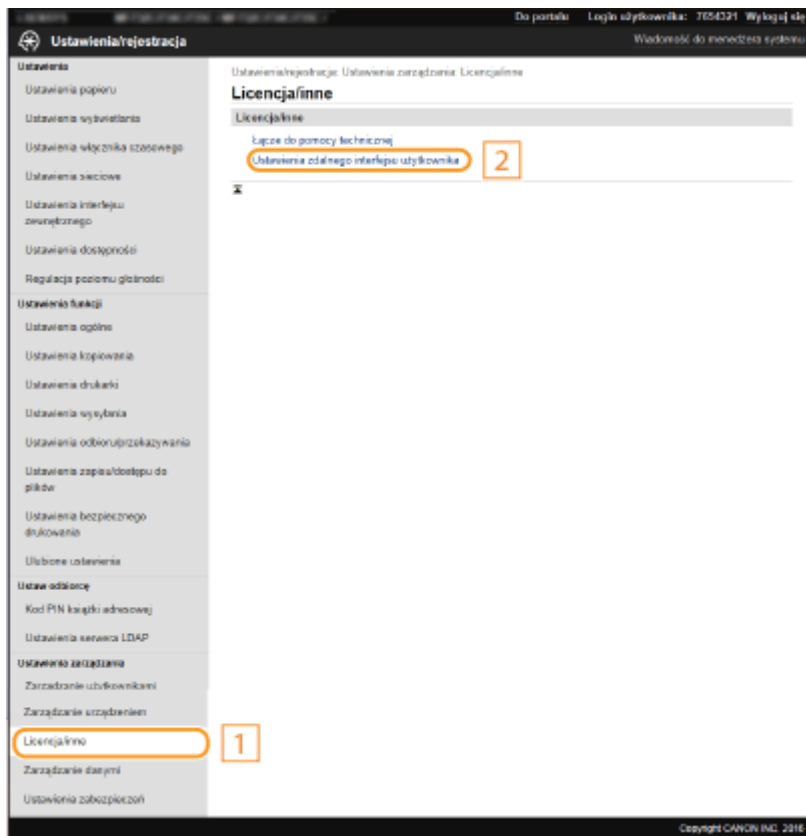 Do portalu Login użytkownika: 7654321 Wyloguj się
Ustawienia/rejestracja
Wiadomość do menedżera systemu
Ustawienia
Ustawienia papieru
Ustawienia wyświetlania
Ustawienia włącznika czasowego
Ustawienia sieciowe
Ustawienia interfejsu
zewnętrznego
Ustawienia dostępności
Regulacja poziomu głośności
Ustawienia funkcji
Ustawienia ogólne
Ustawienia kopiowania
Ustawienia drukarki
Ustawienia wysyłania
Ustawienia odbioru/przekazywania
Ustawienia zapisu/dostępu do
plików
Ustawienia bezpiecznego
drukowania
Ulubione ustawienia
Ustaw odbiorcę
Kod PIN książki adresowej
Ustawienia serwera LDAP
Ustawienia zarządzania
Zarządzanie użytkownikami
Zarządzanie urządzeniem
Licencja/inne
1
Zarządzanie danymi
Ustawienia zabezpieczeń
Ustawienia/rejestracja: Ustawienia zarządzania: Licencja/inne
Licencja/inne
Licencja/inne
Łącze do pomocy technicznej
Ustawienia zdalnego interfejsu użytkownika
2
Copyright CANON INC. 2016